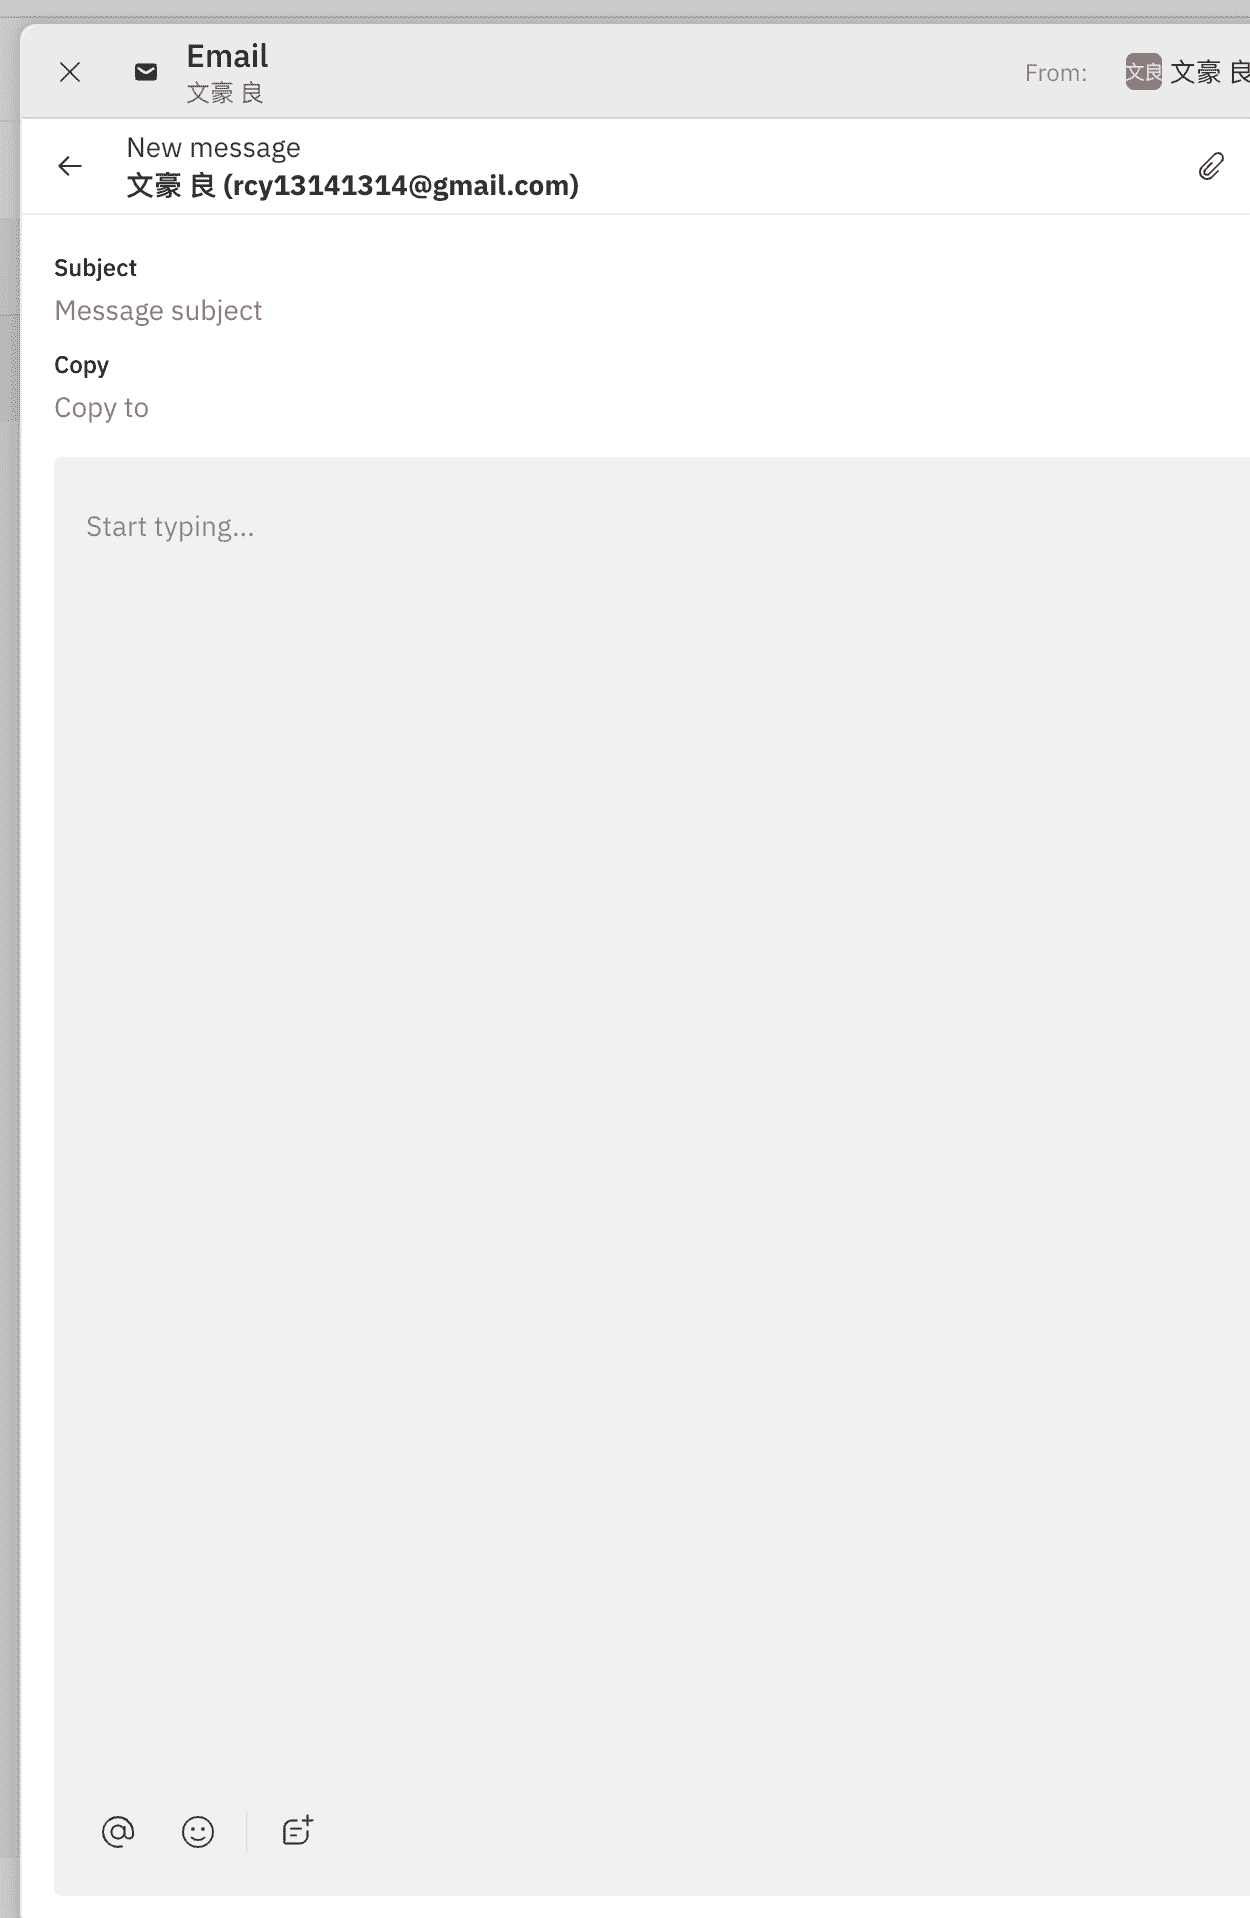 Email
文豪 良
From:
文良 文豪 良
New message
文豪 良 (rcy13141314@gmail.com)
Subject
Message subject
Copy
Copy to
Start typing...